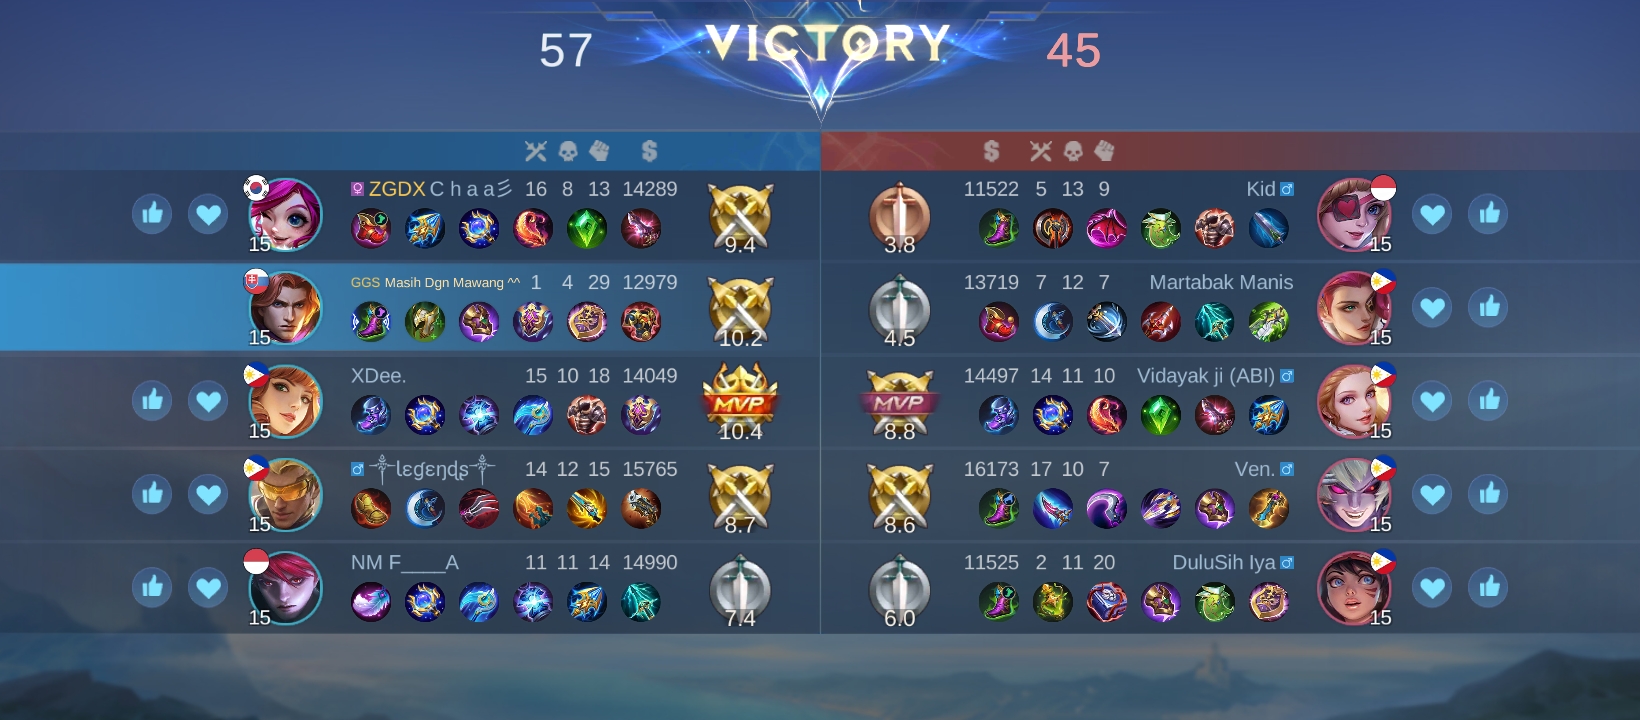 57 VICTORY 45
ZGDX C h a a彡 16 8 13 14289 9.4 15
3.8 11522 5 13 9 Kid 15
GGS Masih Dgn Mawang ^^ 1 4 29 12979 10.2 15
4.5 13719 7 12 7 Martabak Manis 15
XDee. 15 10 18 14049 MVP 10.4 15
MVP 8.8 14497 14 11 10 Vidayak ji (ABI) 15
༒lɛɠɛŋɖʂ༒ 14 12 15 15765 8.7 15
8.6 16173 17 10 7 Ven. 15
NM F____A 11 11 14 14990 7.4 15
6.0 11525 2 11 20 DuluSih Iya 15